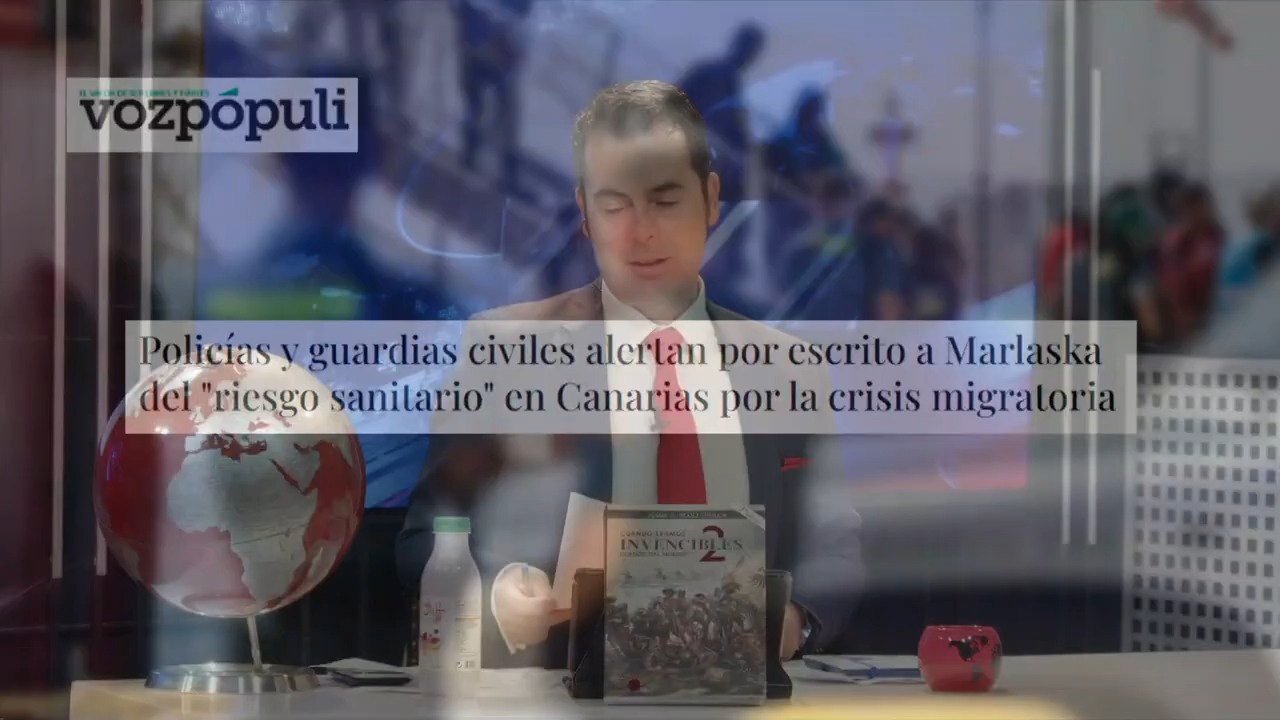 vozpópuli
Policías y guardias civiles alertan por escrito a Marlaska
del "riesgo sanitario" en Canarias por la crisis migratoria
INVENCIBLES
2